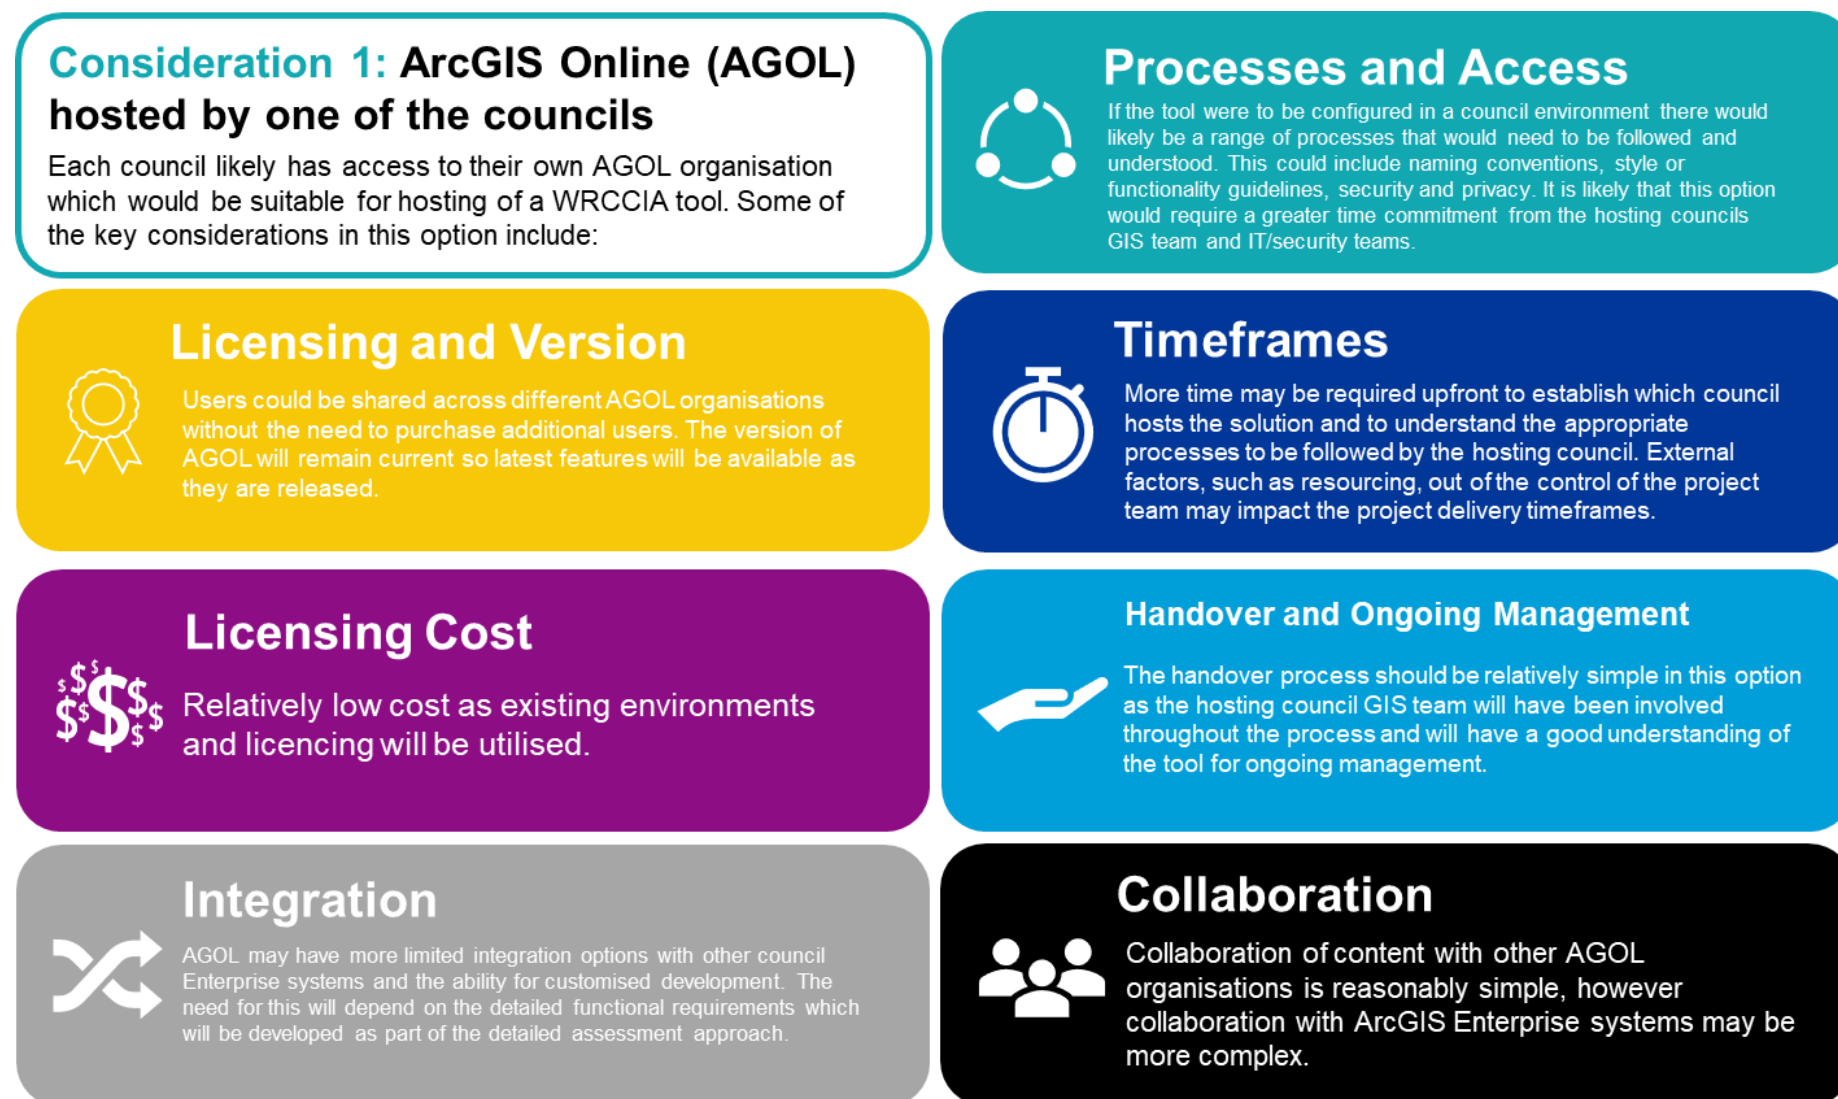 Consideration 1: ArcGIS Online (AGOL)
hosted by one of the councils
Each council likely has access to their own AGOL organisation
which would be suitable for hosting of a WRCCIA tool. Some of
the key considerations in this option include:
Processes and Access
If the tool were to be configured in a council environment there would
likely be a range of processes that would need to be followed and
understood. This could include naming conventions, style or
functionality guidelines, security and privacy. It is likely that this option
would require a greater time commitment from the hosting councils
GIS team and IT/security teams.
Licensing and Version
Users could be shared across different AGOL organisations
without the need to purchase additional users. The version of
AGOL will remain current so latest features will be available as
they are released.
Timeframes
More time may be required upfront to establish which council
hosts the solution and to understand the appropriate
processes to be followed by the hosting council. External
factors, such as resourcing, out of the control of the project
team may impact the project delivery timeframes.
Licensing Cost
Relatively low cost as existing environments
and licencing will be utilised.
Handover and Ongoing Management
The handover process should be relatively simple in this option
as the hosting council GIS team will have been involved
throughout the process and will have a good understanding of
the tool for ongoing management.
Integration
AGOL may have more limited integration options with other council
Enterprise systems and the ability for customised development. The
need for this will depend on the detailed functional requirements which
will be developed as part of the detailed assessment approach.
Collaboration
Collaboration of content with other AGOL
organisations is reasonably simple, however
collaboration with ArcGIS Enterprise systems may be
more complex.